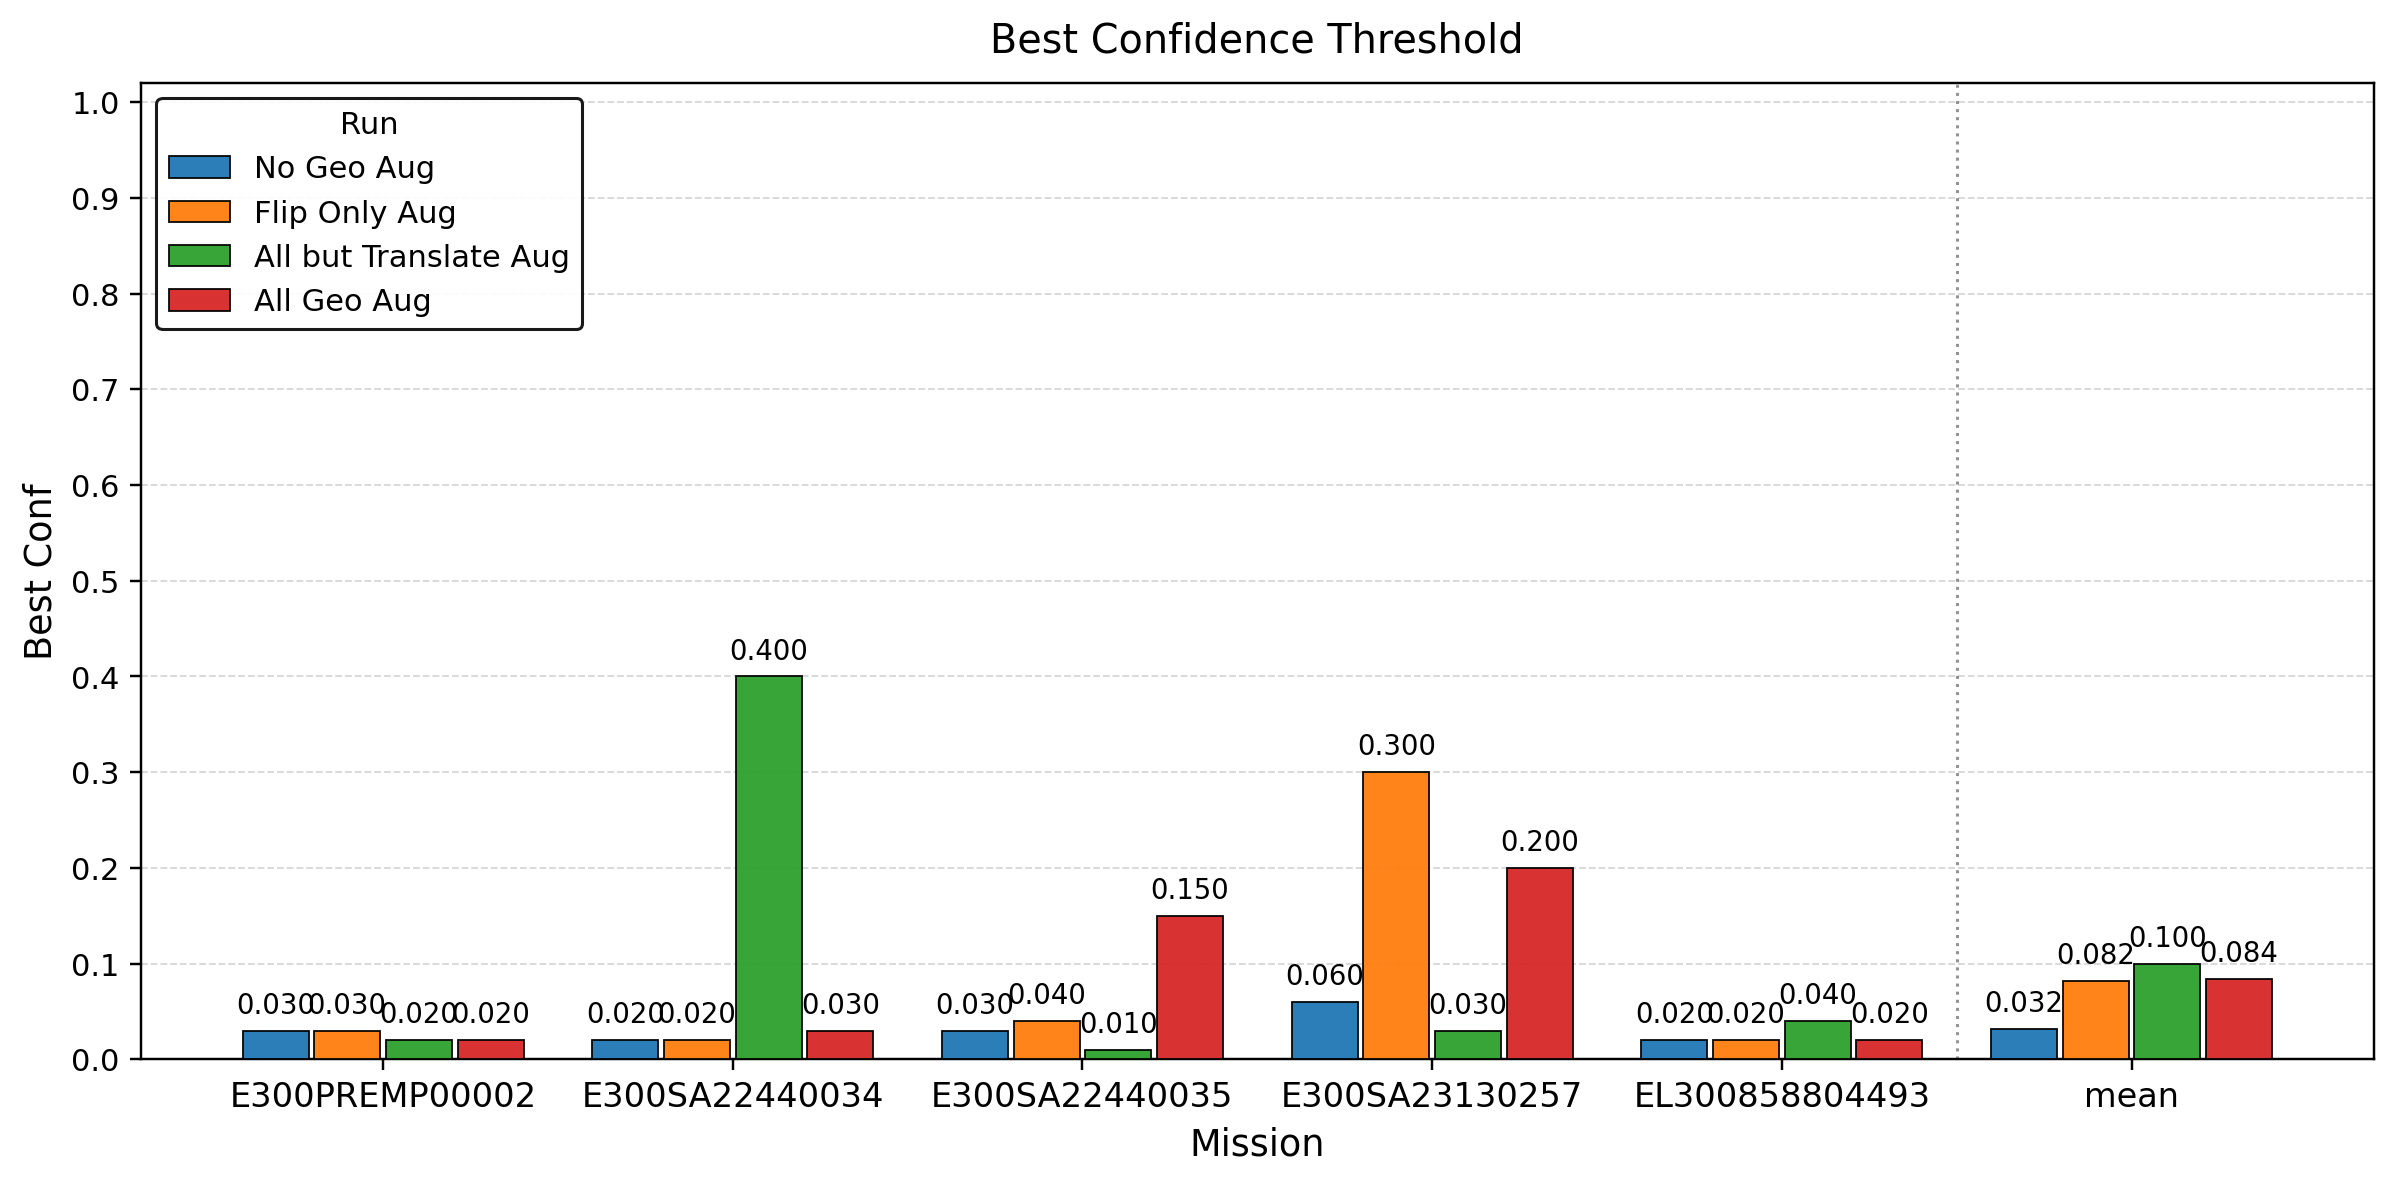 Best Confidence Threshold
Best Conf
1.0
0.9
0.8
0.7
0.6
0.5
0.4
0.3
0.2
0.1
0.0
Run
No Geo Aug
Flip Only Aug
All but Translate Aug
All Geo Aug
0.030 0.030 0.020 0.020
0.020 0.020 0.400 0.030
0.030 0.040 0.010 0.150
0.060 0.300 0.030 0.200
0.020 0.020 0.040 0.020
0.032 0.082 0.100 0.084
E300PREMP00002 E300SA22440034 E300SA22440035 E300SA23130257 EL300858804493 mean
Mission